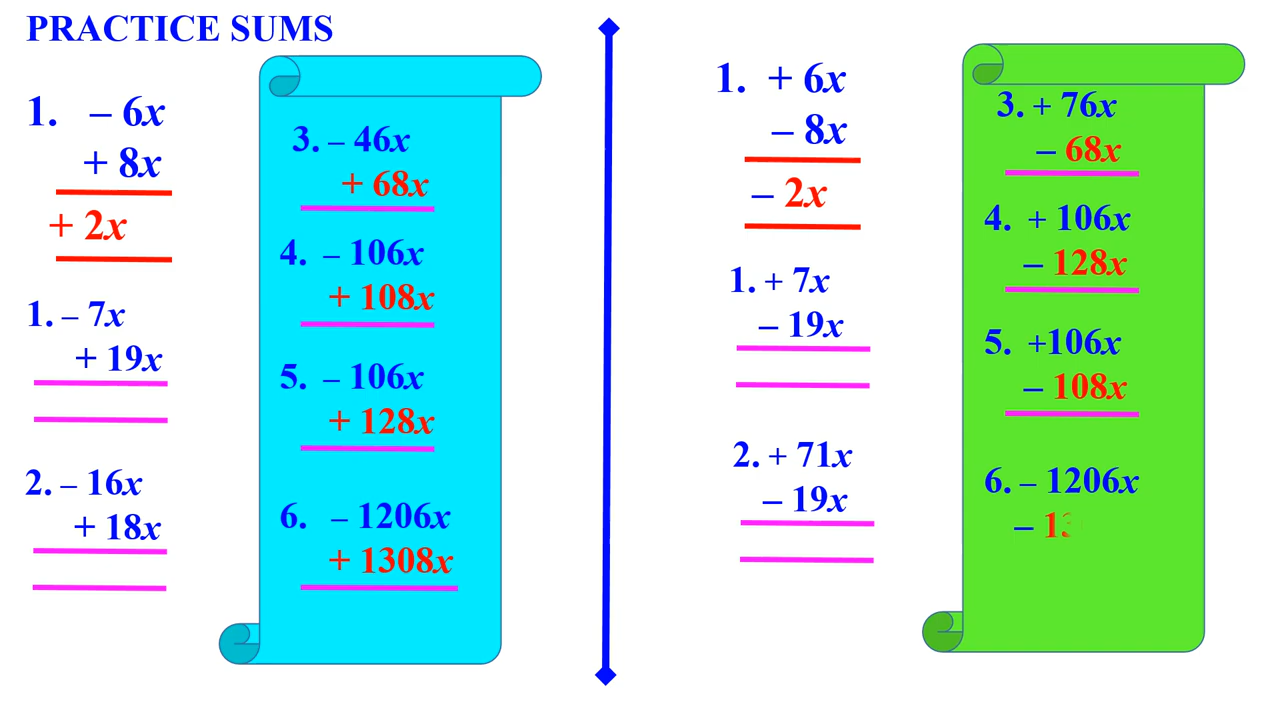 PRACTICE SUMS
1. – 6x
+ 8x
+ 2x
1. – 7x
+ 19x
2. – 16x
+ 18x
3. – 46x
+ 68x
4. – 106x
+ 108x
5. – 106x
+ 128x
6. – 1206x
+ 1308x
1. + 6x
– 8x
– 2x
1. + 7x
– 19x
2. + 71x
– 19x
3. + 76x
– 68x
4. + 106x
– 128x
5. +106x
– 108x
6. – 1206x